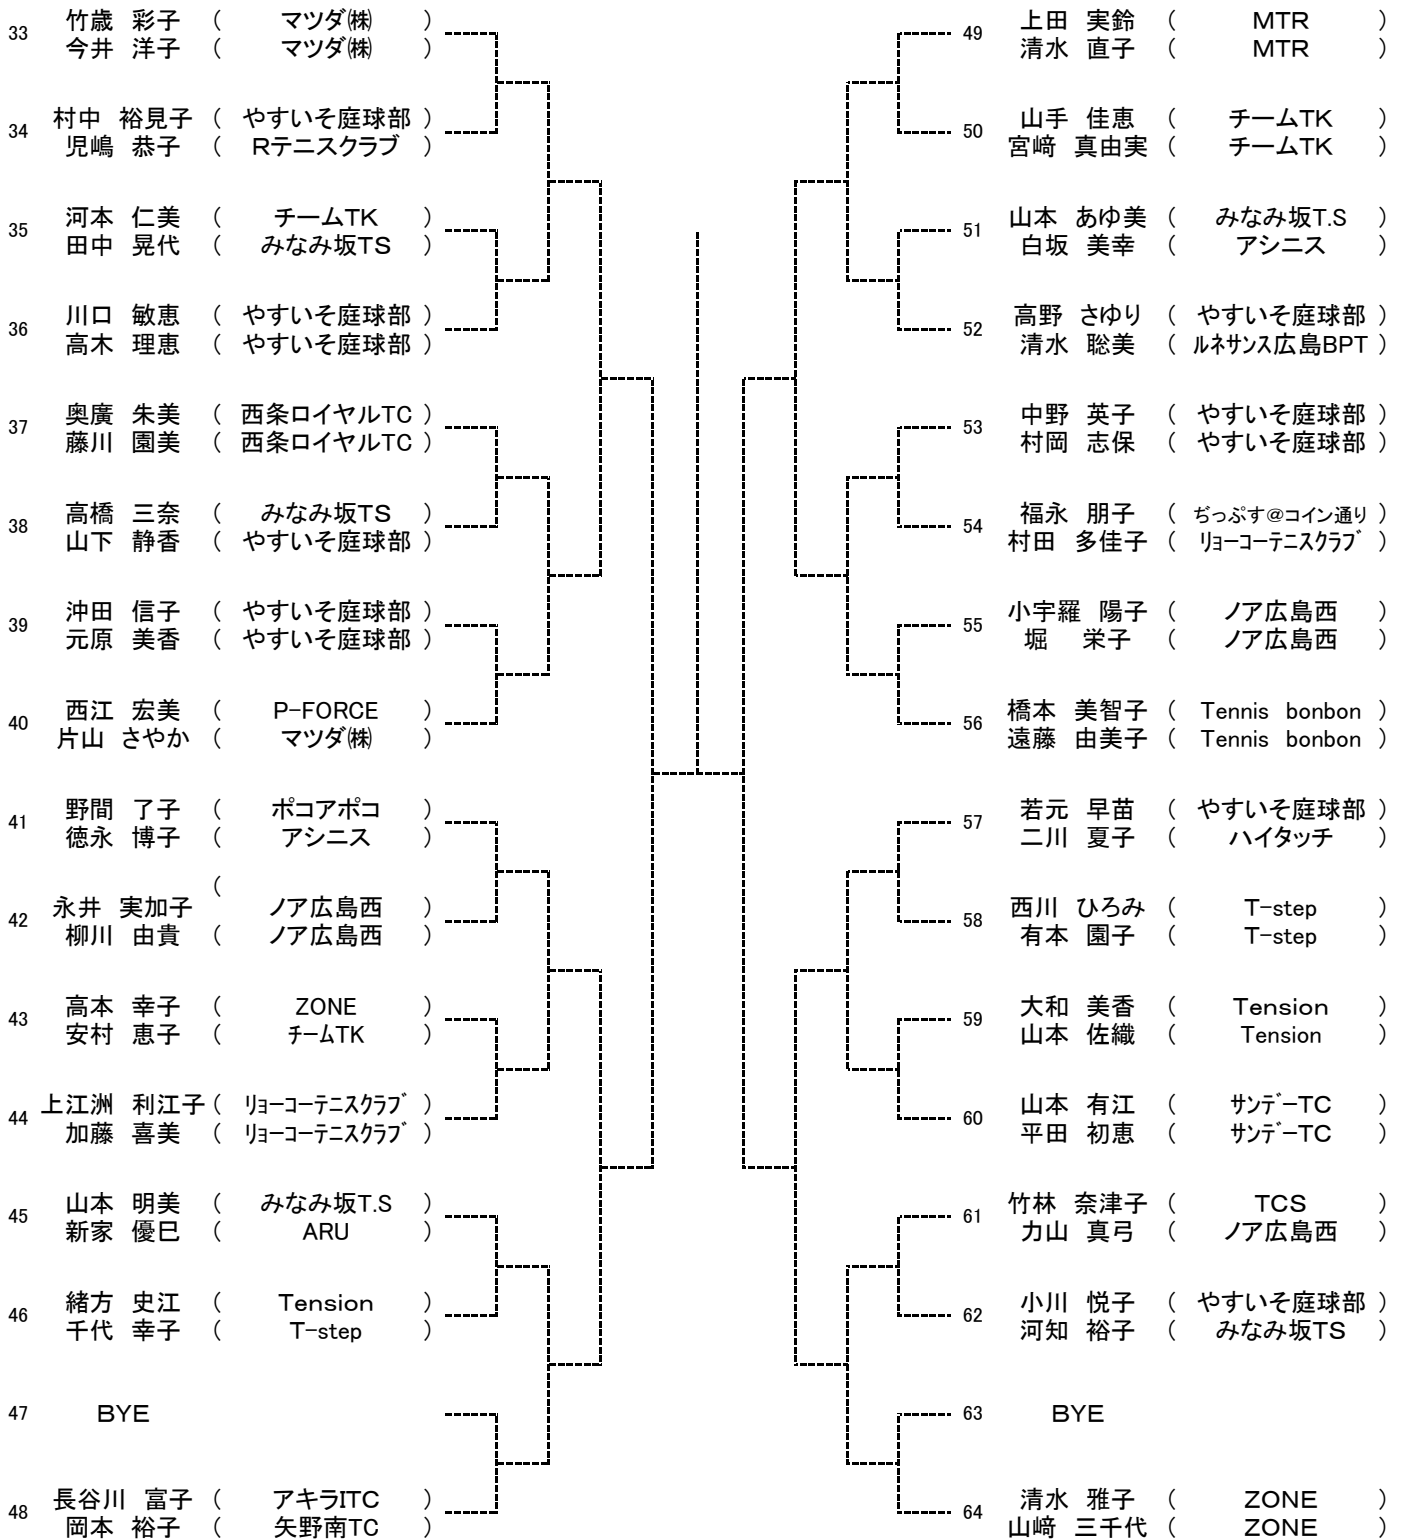 33 竹歳 彩子 ( マツダ㈱ )
今井 洋子 ( マツダ㈱ )
34 村中 裕見子 ( やすいそ庭球部 )
児嶋 恭子 ( Rテニスクラブ )
35 河本 仁美 ( チームTK )
田中 晃代 ( みなみ坂TS )
36 川口 敏恵 ( やすいそ庭球部 )
高木 理恵 ( やすいそ庭球部 )
37 奥廣 朱美 ( 西条ロイヤルTC )
藤川 園美 ( 西条ロイヤルTC )
38 高橋 三奈 ( みなみ坂TS )
山下 静香 ( やすいそ庭球部 )
39 沖田 信子 ( やすいそ庭球部 )
元原 美香 ( やすいそ庭球部 )
40 西江 宏美 ( P-FORCE )
片山 さやか ( マツダ㈱ )
41 野間 了子 ( ポコアポコ )
徳永 博子 ( アシニス )
(
42 永井 実加子 ノア広島西 )
柳川 由貴 ( ノア広島西 )
43 高本 幸子 ( ZONE )
安村 恵子 ( ﾁｰﾑTK )
44 上江洲 利江子 ( ﾘｮｰｺｰﾃﾆｽｸﾗﾌﾞ )
加藤 喜美 ( ﾘｮｰｺｰﾃﾆｽｸﾗﾌﾞ )
45 山本 明美 ( みなみ坂T.S )
新家 優巳 ( ARU )
46 緒方 史江 ( Tension )
千代 幸子 ( T-step )
47 BYE
48 長谷川 富子 ( アキラITC )
岡本 裕子 ( 矢野南TC )
49 上田 実鈴 ( MTR )
清水 直子 ( MTR )
50 山手 佳恵 ( チームTK )
宮﨑 真由実 ( チームTK )
51 山本 あゆ美 ( みなみ坂T.S )
白坂 美幸 ( アシニス )
52 高野 さゆり ( やすいそ庭球部 )
清水 聡美 ( ﾙﾈｻﾝｽ広島BPT )
53 中野 英子 ( やすいそ庭球部 )
村岡 志保 ( やすいそ庭球部 )
54 福永 朋子 ( ぢっぷす@コイン通り )
村田 多佳子 ( ﾘｮｰｺｰﾃﾆｽｸﾗﾌﾞ )
55 小宇羅 陽子 ( ノア広島西 )
堀 栄子 ( ノア広島西 )
56 橋本 美智子 ( Tennis bonbon )
遠藤 由美子 ( Tennis bonbon )
57 若元 早苗 ( やすいそ庭球部 )
二川 夏子 ( ハイタッチ )
58 西川 ひろみ ( T-step )
有本 園子 ( T-step )
59 大和 美香 ( Tension )
山本 佐織 ( Tension )
60 山本 有江 ( ｻﾝﾃﾞｰTC )
平田 初恵 ( ｻﾝﾃﾞｰTC )
61 竹林 奈津子 ( TCS )
力山 真弓 ( ノア広島西 )
62 小川 悦子 ( やすいそ庭球部 )
河知 裕子 ( みなみ坂TS )
63 BYE
64 清水 雅子 ( ZONE )
山﨑 三千代 ( ZONE )